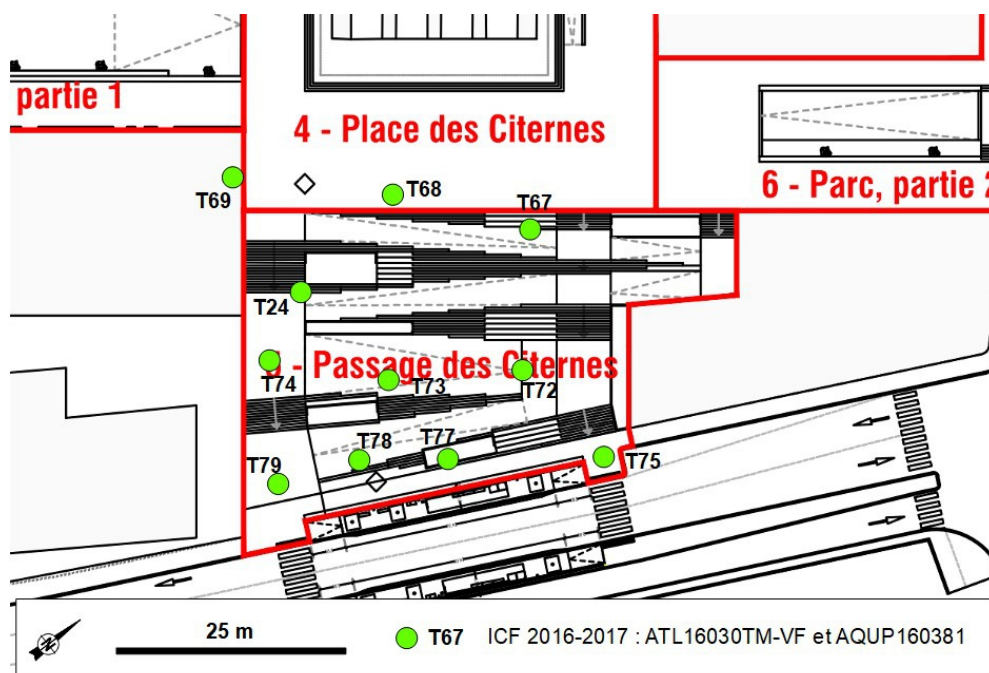 partie 1
4 - Place des Citernes
6 - Parc, partie 2
T69
T68
T67
T24
5 - Passage des Citernes
T74
T73
T72
T78
T77
T75
T79
N
25 m
T67 ICF 2016-2017 : ATL16030TM-VF et AQUP160381